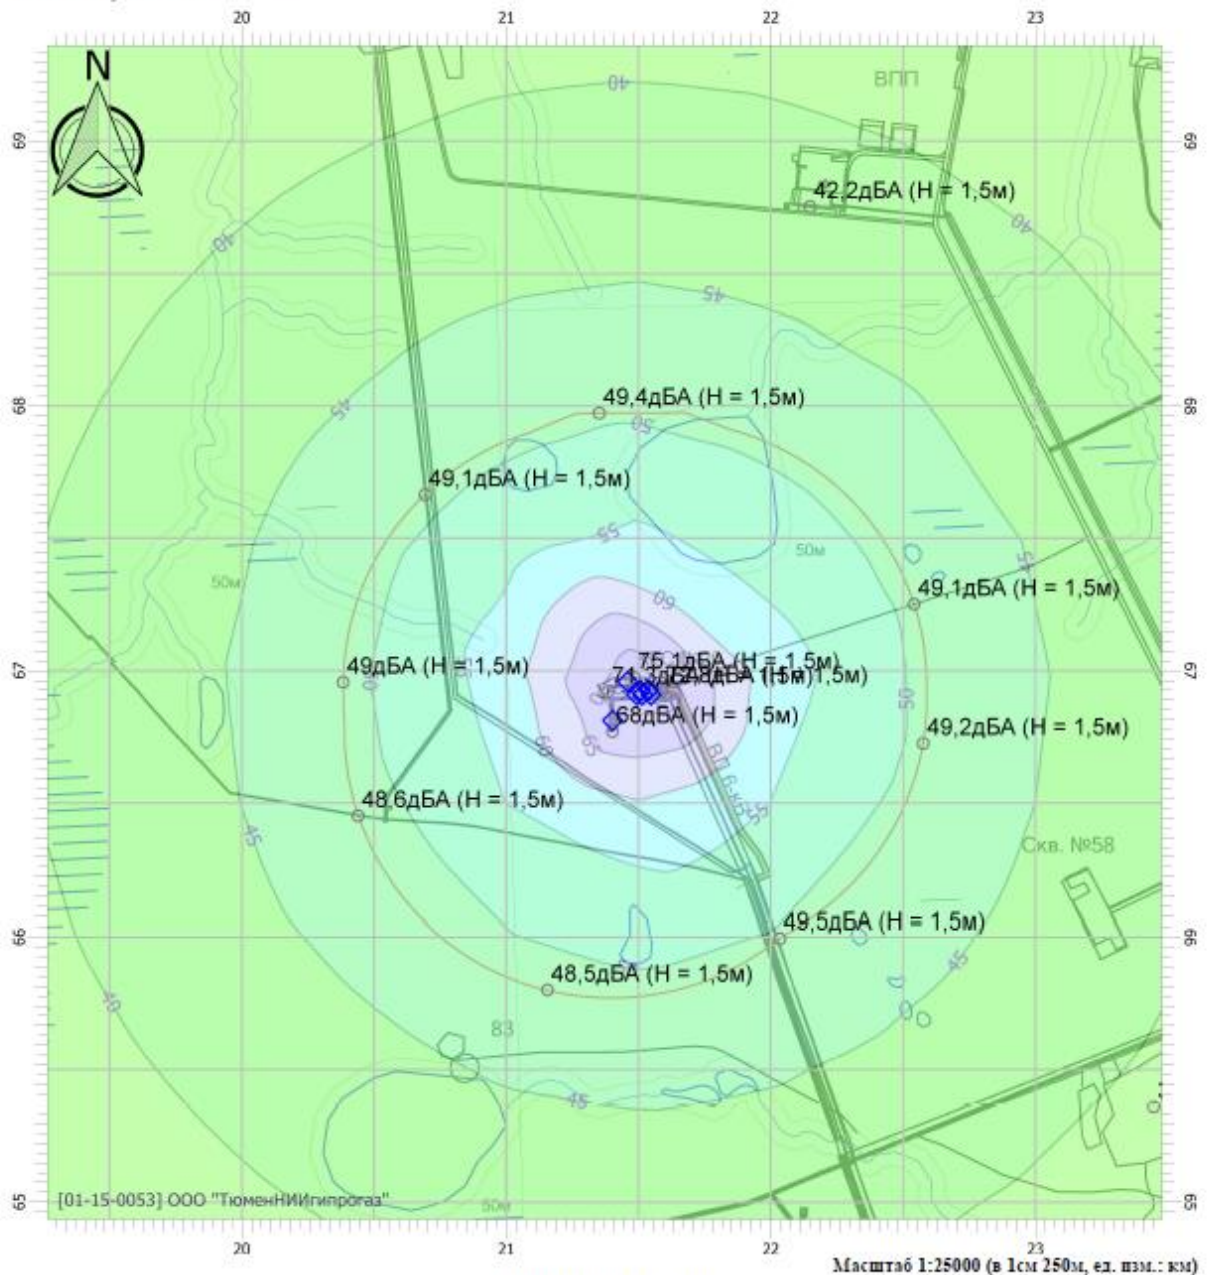 20 21 22 23
N
40
ВПП
69 69
42,2дБА (Н = 1,5м)
40
40
45
49,4дБА (Н = 1,5м)
68 68
45
50
49,1дБА (Н = 1,5м)
55
50м
45
50м
49,1дБА (Н = 1,5м)
60
75,1дБА (Н = 1,5м)
49дБА (Н = 1,5м)
67 67
50
68дБА (Н = 1,5м)
49,2дБА (Н = 1,5м)
60
65
55
48,6дБА (Н = 1,5м)
45
Скв. №58
49,5дБА (Н = 1,5м)
66 66
45
48,5дБА (Н = 1,5м)
40
83
45
[01-15-0053] ООО "ТюменНИИгипрогаз"
50м
65 65
20 21 22 23
Масштаб 1:25000 (в 1см 250м, ед. изм.: км)